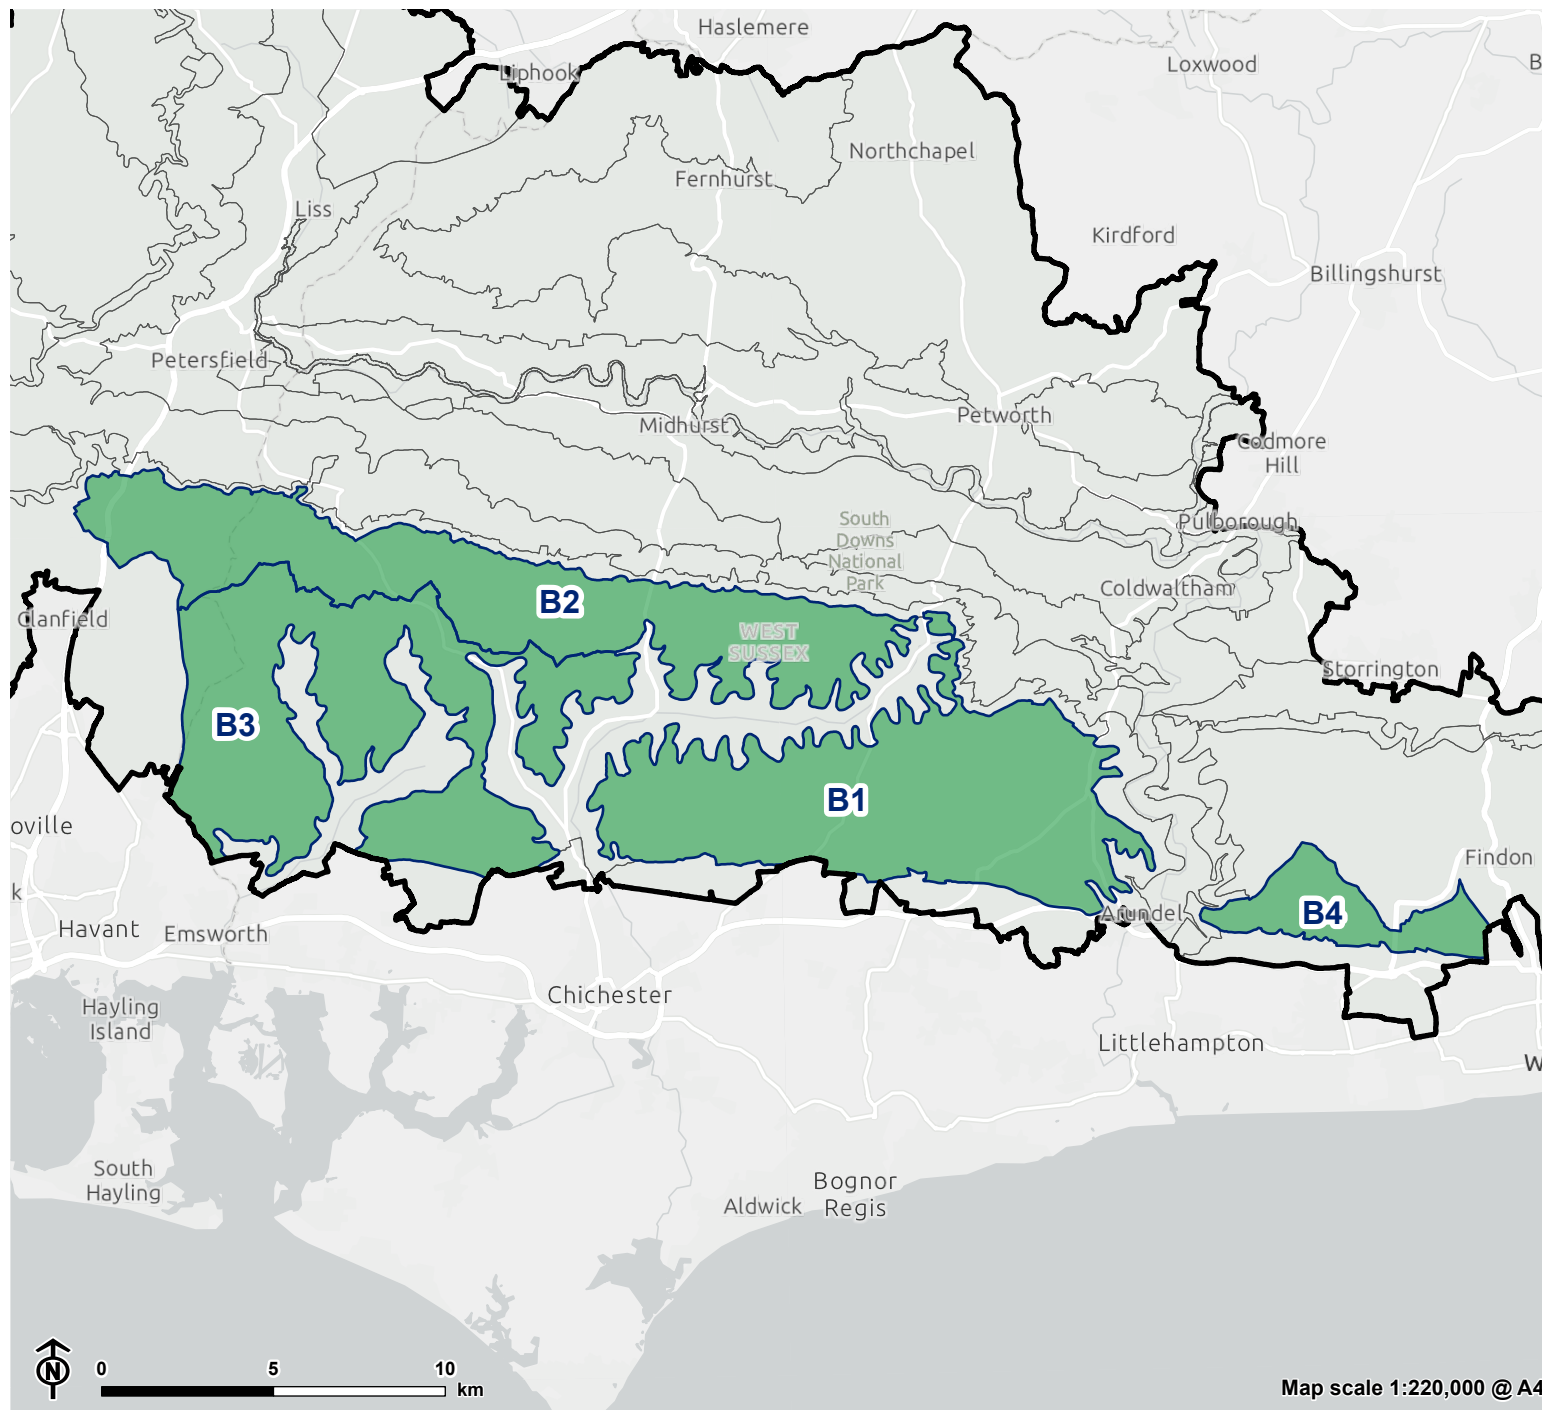 Haslemere
Liphook
Loxwood
B
Northchapel
Fernhurst
Liss
Kirdford
Billingshurst
Petersfield
Midhurst
Petworth
Codmore
Hill
South
Downs
National
Park
Pulborough
Coldwaltham
B2
Clanfield
WEST
SUSSEX
Storrington
B3
B1
oville
Findon
k
B4
Arundel
Havant
Emsworth
Chichester
Hayling
Island
Littlehampton
W
South
Hayling
Bognor
Regis
Aldwick
N
0 5 10
km
Map scale 1:220,000 @ A4